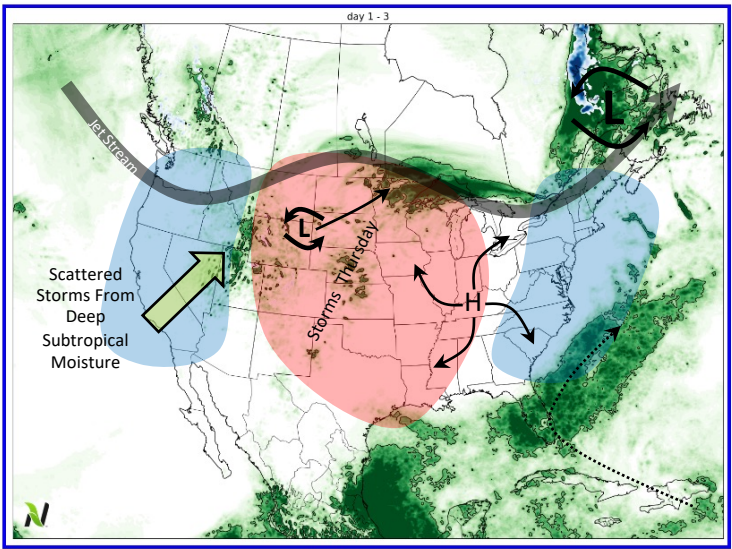 day 1 - 3
Jet Stream
L
L
Storms Thursday
Scattered
Storms From
Deep
Subtropical
Moisture
H